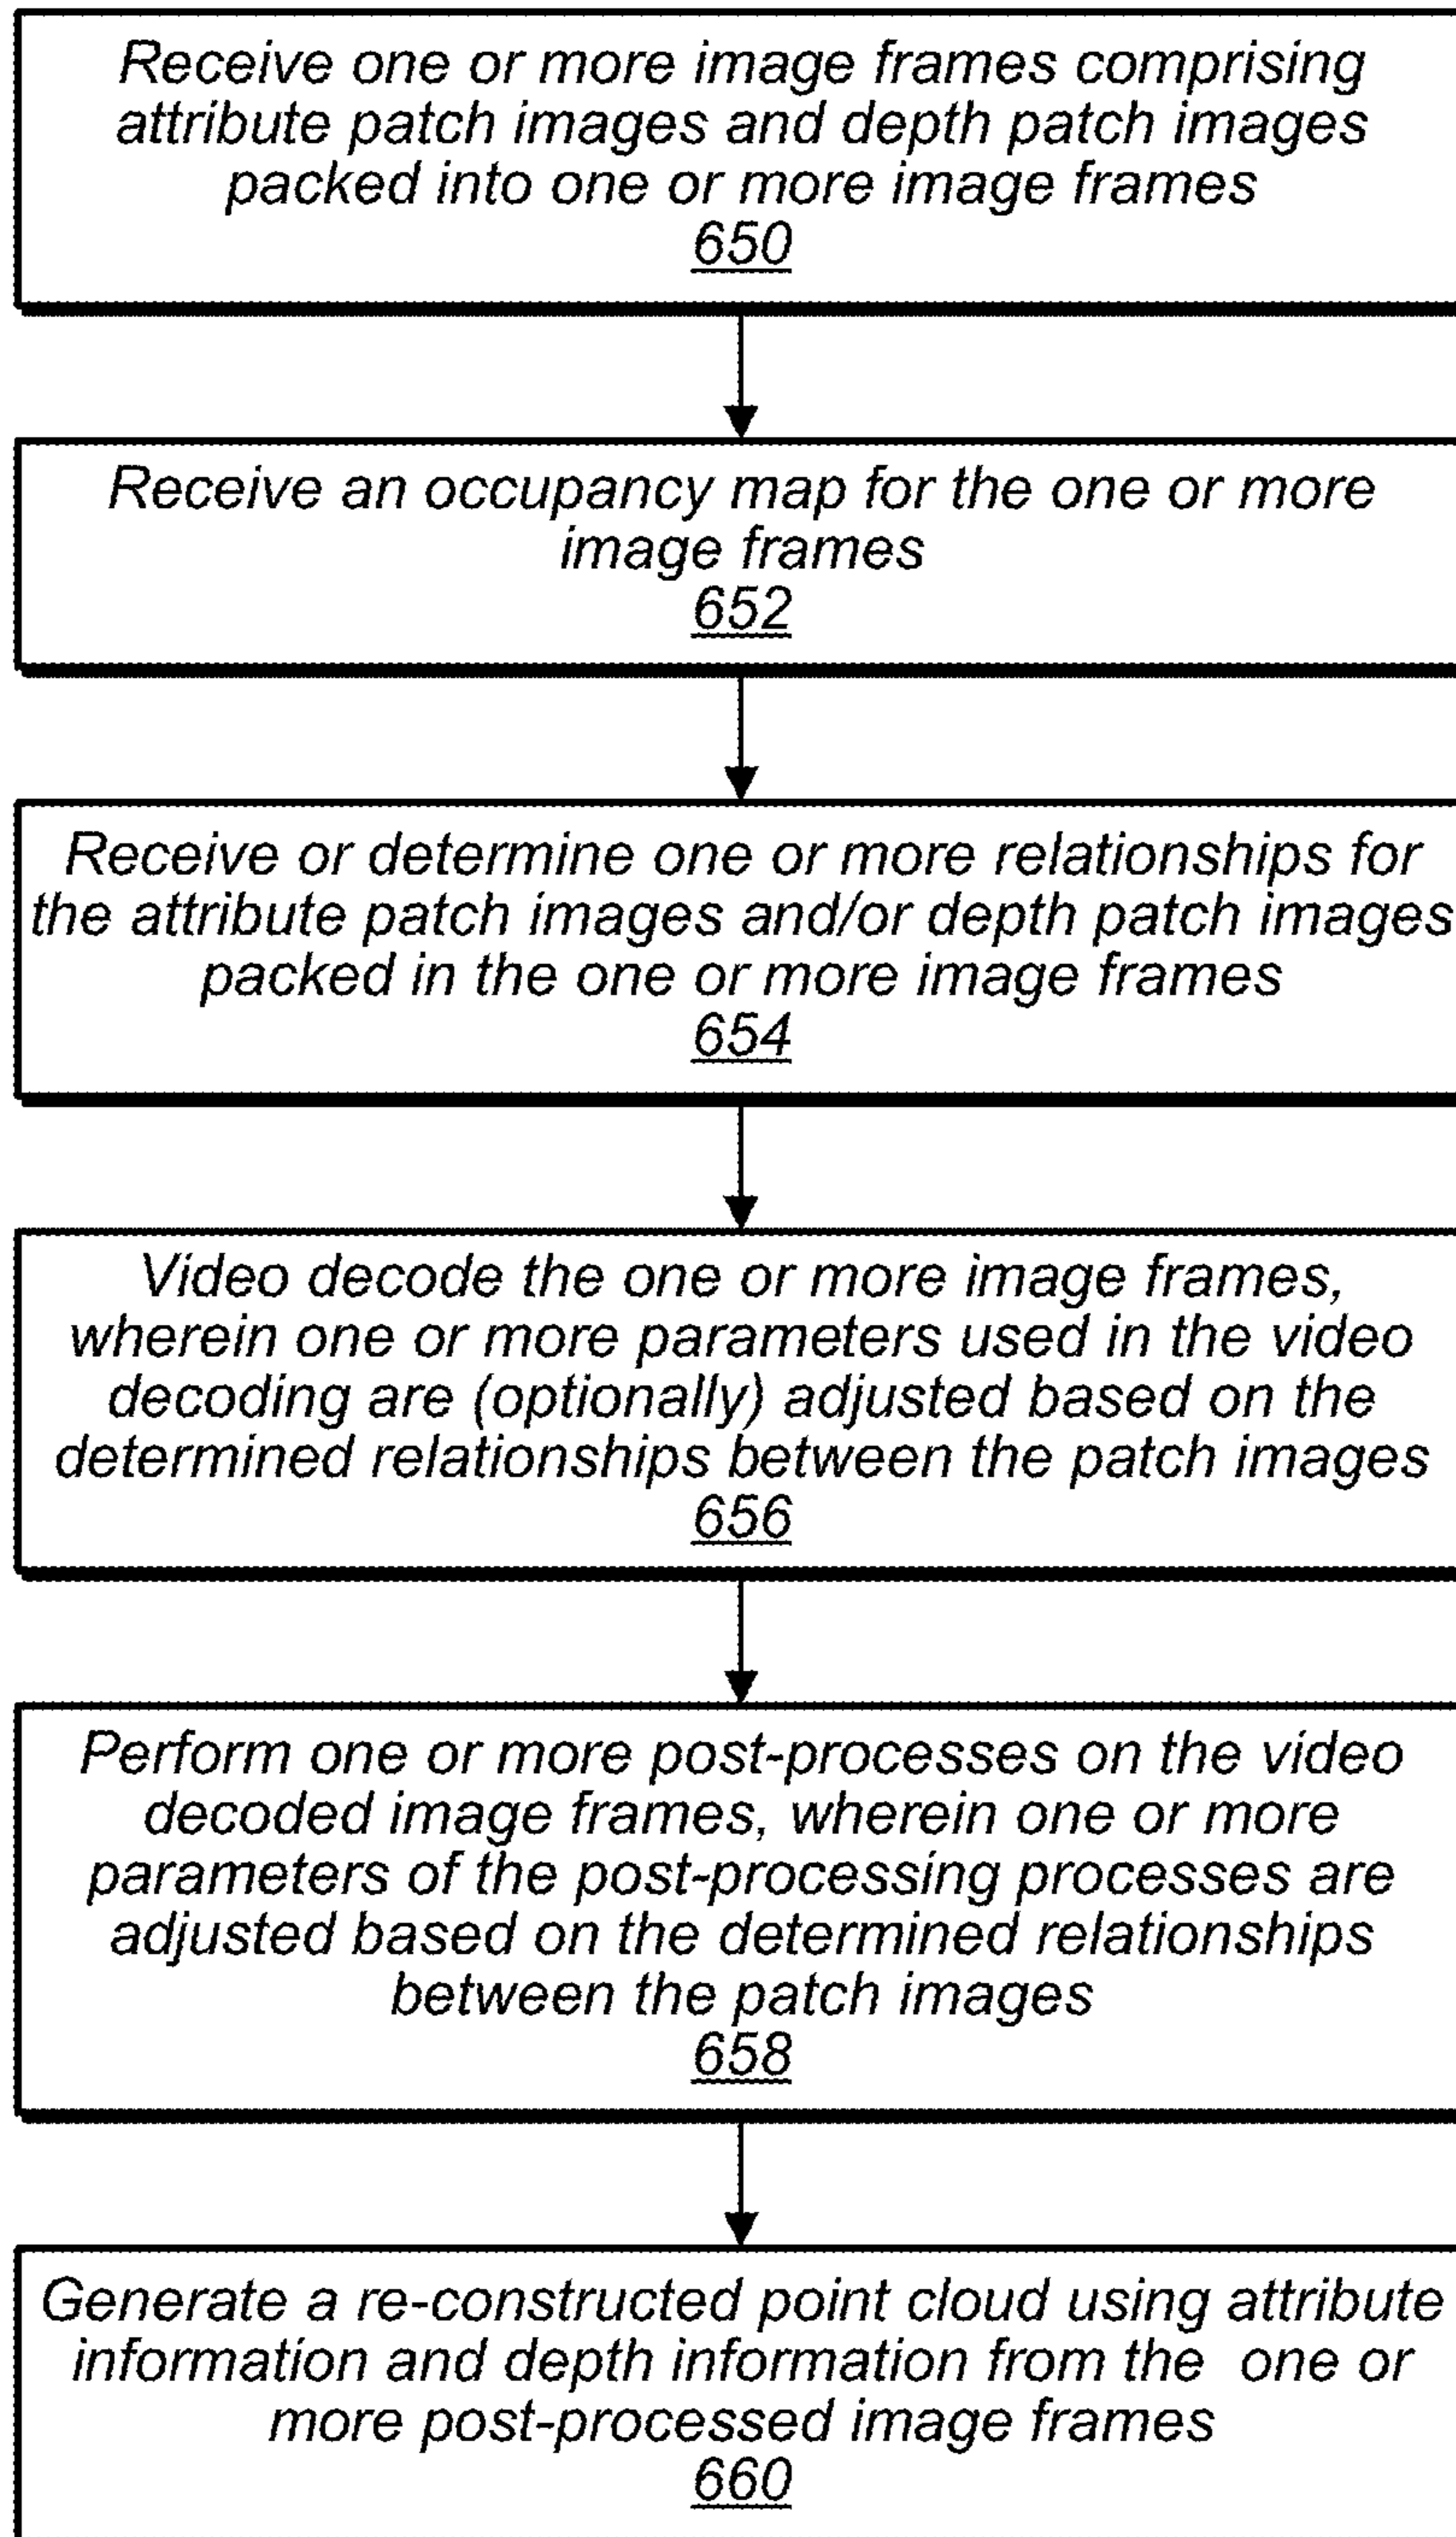 Receive one or more image frames comprising
attribute patch images and depth patch images
packed into one or more image frames
650
Receive an occupancy map for the one or more
image frames
652
Receive or determine one or more relationships for
the attribute patch images and/or depth patch images
packed in the one or more image frames
654
Video decode the one or more image frames,
wherein one or more parameters used in the video
decoding are (optionally) adjusted based on the
determined relationships between the patch images
656
Perform one or more post-processes on the video
decoded image frames, wherein one or more
parameters of the post-processing processes are
adjusted based on the determined relationships
between the patch images
658
Generate a re-constructed point cloud using attribute
information and depth information from the one or
more post-processed image frames
660